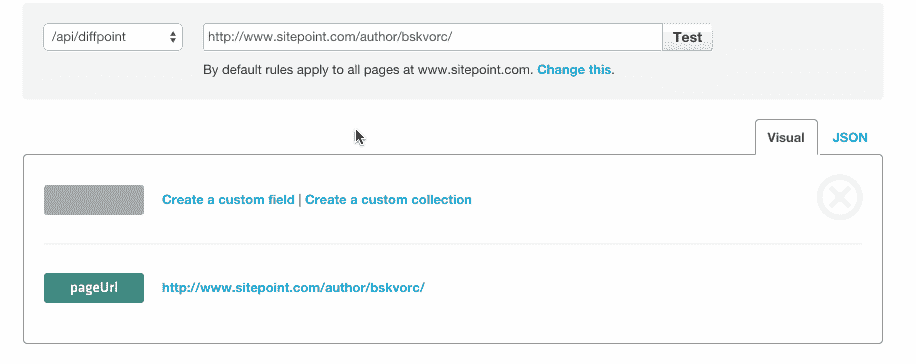 /api/diffpoint http://www.sitepoint.com/author/bskvorc/ Test
By default rules apply to all pages at www.sitepoint.com. Change this.
Visual JSON
Create a custom field | Create a custom collection
pageUrl http://www.sitepoint.com/author/bskvorc/